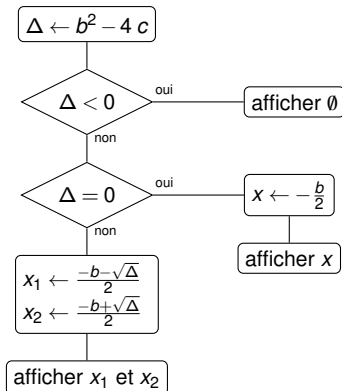 Δ ← b² − 4 c
Δ < 0
oui
afficher ∅
non
Δ = 0
oui
x ← −b/2
non
afficher x
x₁ ← (−b−√Δ)/2
x₂ ← (−b+√Δ)/2
afficher x₁ et x₂